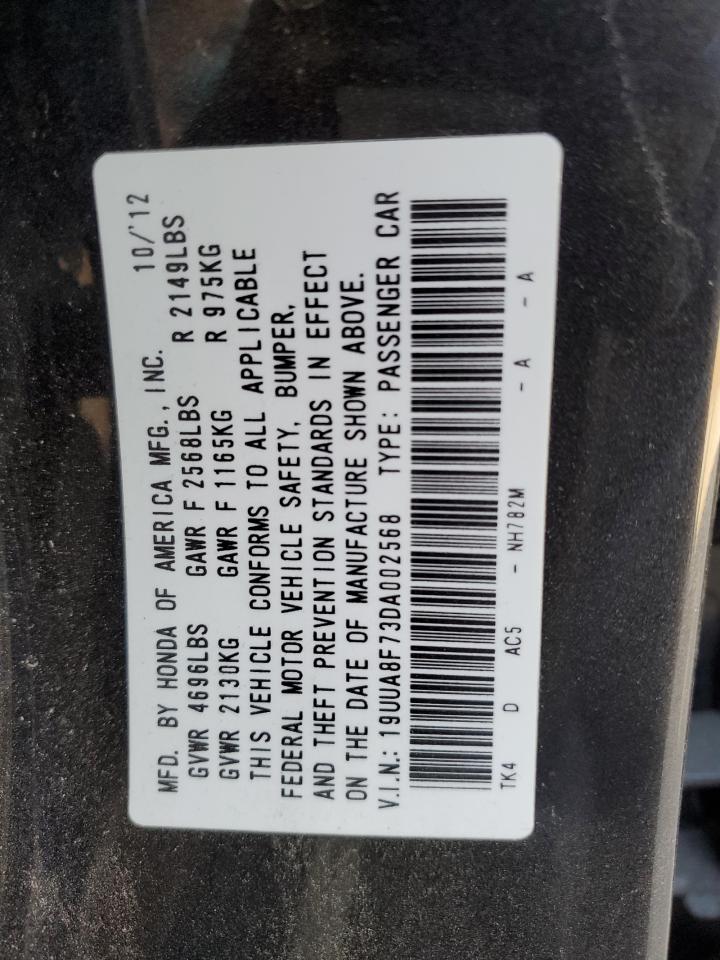 MFD. BY HONDA OF AMERICA MFG., INC. 10/'12
GVWR 4696LBS GAWR F 2568LBS R 2149LBS
GVWR 2130KG GAWR F 1165KG R 975KG
THIS VEHICLE CONFORMS TO ALL APPLICABLE
FEDERAL MOTOR VEHICLE SAFETY, BUMPER,
AND THEFT PREVENTION STANDARDS IN EFFECT
ON THE DATE OF MANUFACTURE SHOWN ABOVE.
V.I.N.: 19UUA8F73DA002568 TYPE: PASSENGER CAR
TK4 D AC5 - NH782M - A - A